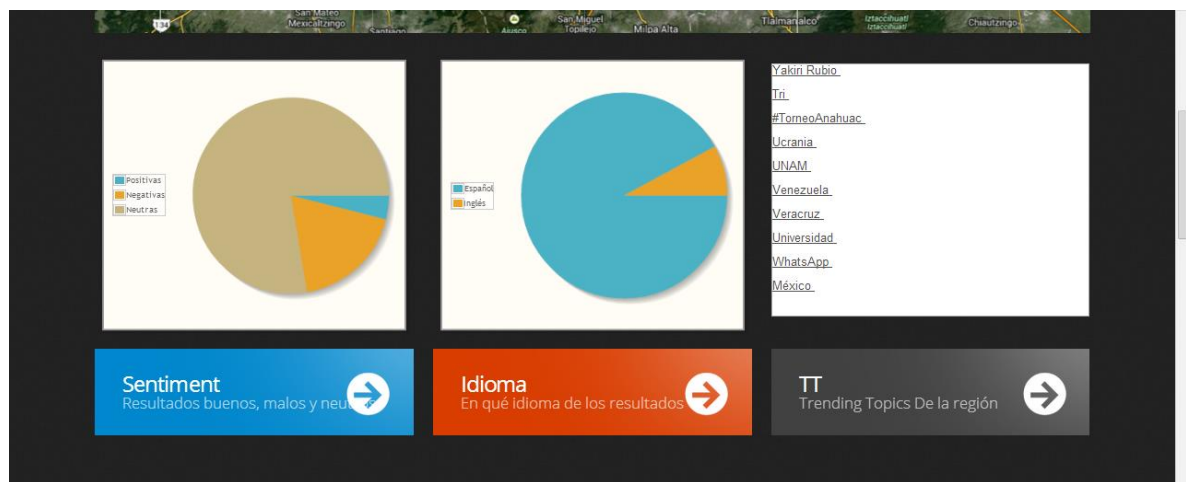 134
San Mateo
Mexicaltzingo
Santiago
Ajusco
San Miguel
Topilejo
Milpa Alta
Tlalmanalco
Iztaccihuatl
Iztaccihuatl
Chiautzingo
Positivas
Negativas
Neutras
Español
Inglés
Yakiri Rubio
Tri
#TorneoAnahuac
Ucrania
UNAM
Venezuela
Veracruz
Universidad
WhatsApp
México
Sentiment
Resultados buenos, malos y
Idioma
En qué idioma de los resultados
TT
Trending Topics De la región